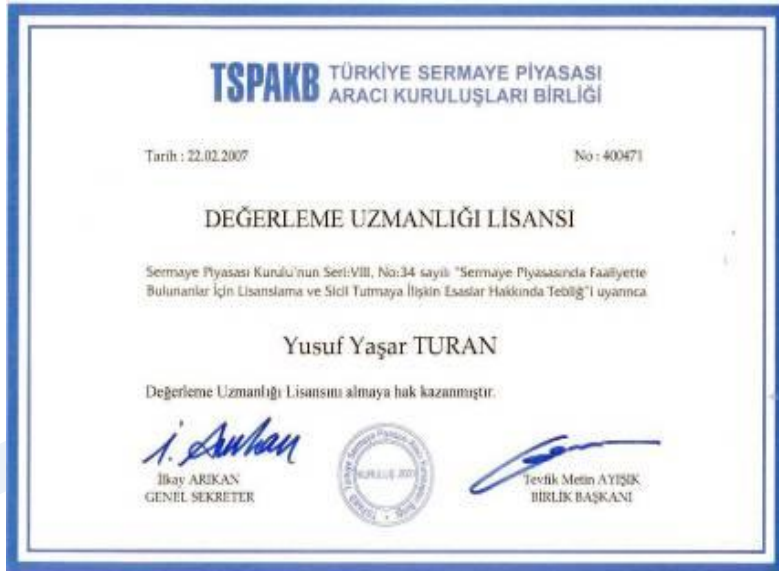 TSPAKB TÜRKİYE SERMAYE PİYASASI
ARACI KURULUŞLARI BİRLİĞİ
Tarih : 22.02.2007 No : 400471
DEĞERLEME UZMANLIĞI LİSANSI
Sermaye Piyasası Kurulu'nun Seri:VIII, No:34 sayılı "Sermaye Piyasasında Faaliyette
Bulunanlar İçin Lisanslama ve Sicil Tutmaya İlişkin Esaslar Hakkında Tebliğ"i uyarınca
Yusuf Yaşar TURAN
Değerleme Uzmanlığı Lisansını almaya hak kazanmıştır.
İlkay ARIKAN
GENEL SEKRETER
KURULUŞ 2001
Tevfik Metin AYIŞIK
BİRLİK BAŞKANI